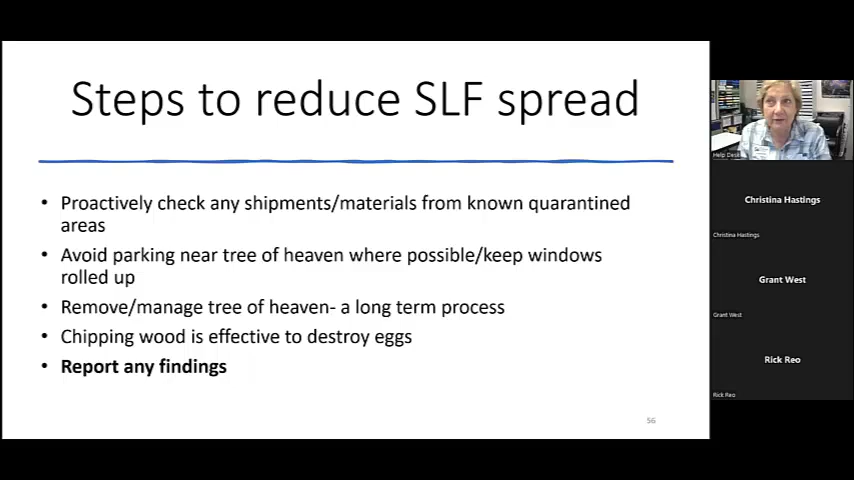 Steps to reduce SLF spread
• Proactively check any shipments/materials from known quarantined
areas
• Avoid parking near tree of heaven where possible/keep windows
rolled up
• Remove/manage tree of heaven- a long term process
• Chipping wood is effective to destroy eggs
• Report any findings
56
Help Desk
Christina Hastings
Christina Hastings
Grant West
Grant West
Rick Reo
Rick Reo